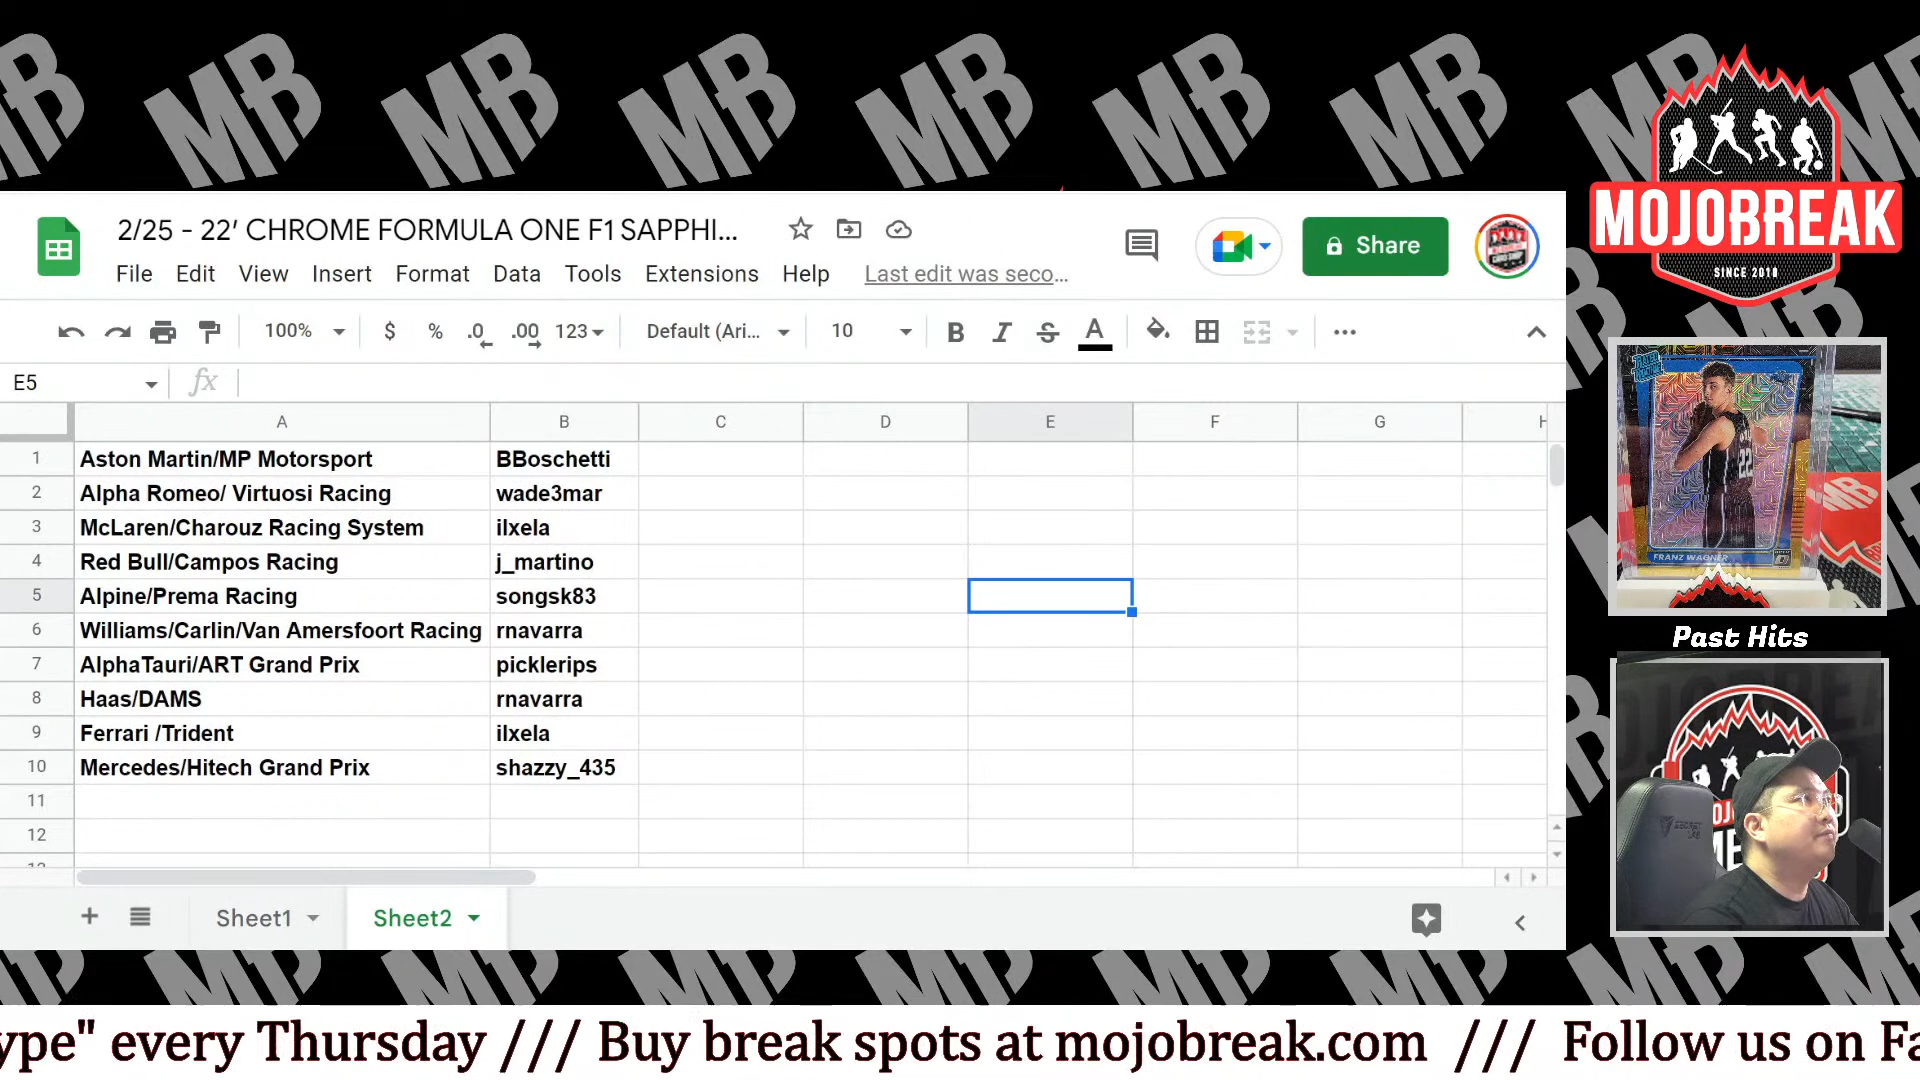 MB MB MB MB MB MB MB MB
MOJOBREAK
SINCE 2010
2/25 - 22' CHROME FORMULA ONE F1 SAPPHI...
File Edit View Insert Format Data Tools Extensions Help Last edit was seco...
Share
100% $ % .0 .00 123 Default (Ari... 10 B I S A
E5 fx
A B C D E F G H
1 Aston Martin/MP Motorsport BBoschetti
2 Alpha Romeo/ Virtuosi Racing wade3mar
3 McLaren/Charouz Racing System ilxela
4 Red Bull/Campos Racing j_martino
5 Alpine/Prema Racing songsk83
6 Williams/Carlin/Van Amersfoort Racing rnavarra
7 AlphaTauri/ART Grand Prix picklerips
8 Haas/DAMS rnavarra
9 Ferrari /Trident ilxela
10 Mercedes/Hitech Grand Prix shazzy_435
11
12
FRANZ WAGNER
22
MB
Past Hits
Sheet1 Sheet2
ype" every Thursday /// Buy break spots at mojobreak.com /// Follow us on Fa